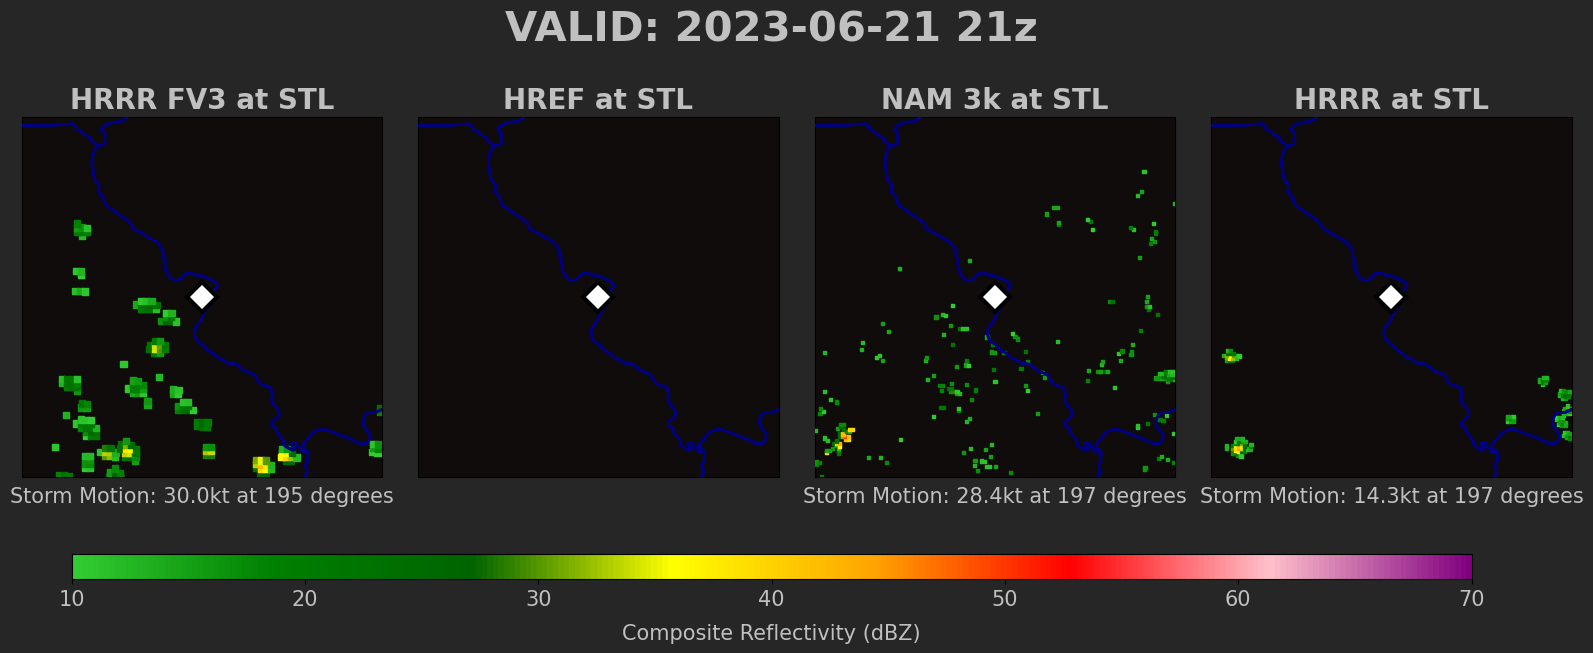 VALID: 2023-06-21 21z
HRRR FV3 at STL
HREF at STL
NAM 3k at STL
HRRR at STL
Storm Motion: 30.0kt at 195 degrees
Storm Motion: 28.4kt at 197 degrees
Storm Motion: 14.3kt at 197 degrees
10 20 30 40 50 60 70
Composite Reflectivity (dBZ)